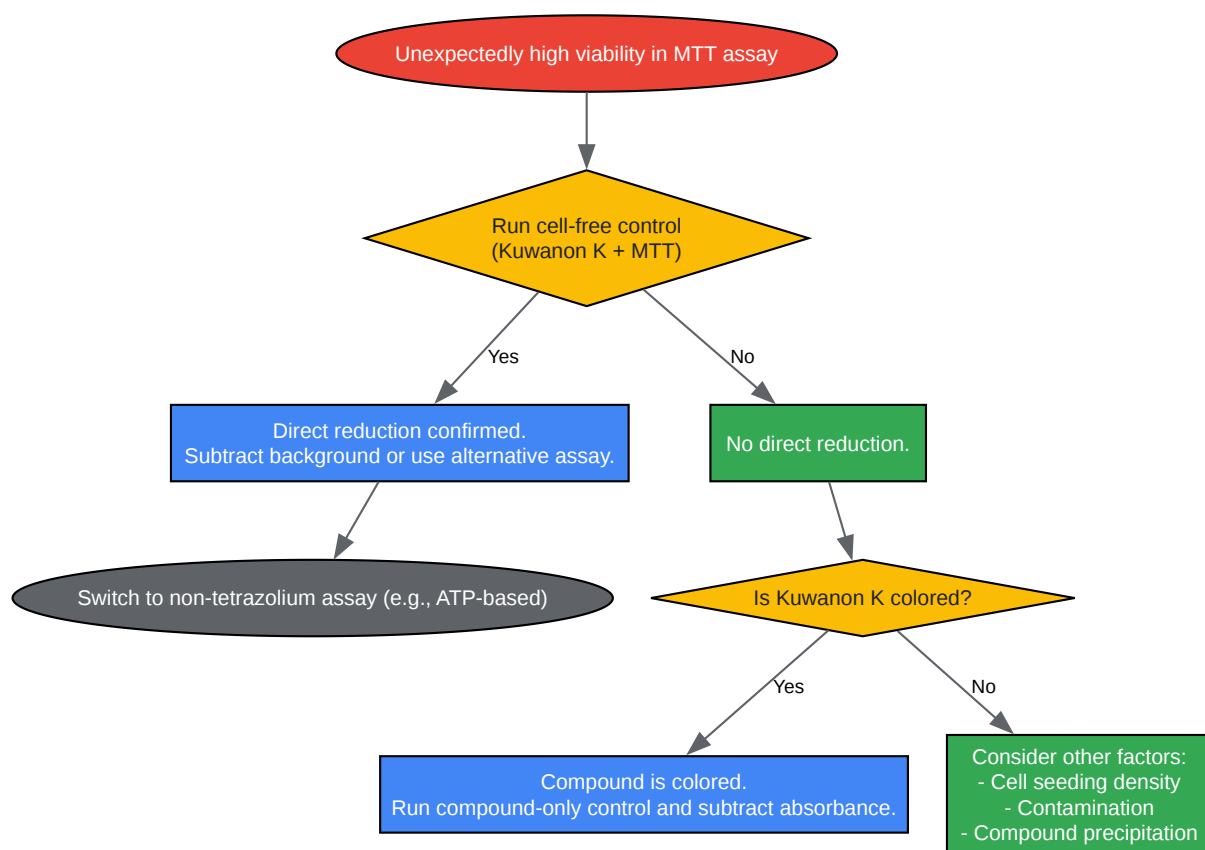 Unexpectedly high viability in MTT assay
Run cell-free control
(Kuwanon K + MTT)
Yes
No
Direct reduction confirmed.
Subtract background or use alternative assay.
No direct reduction.
Switch to non-tetrazolium assay (e.g., ATP-based)
Is Kuwanon K colored?
Yes
No
Compound is colored.
Run compound-only control and subtract absorbance.
Consider other factors:
- Cell seeding density
- Contamination
- Compound precipitation